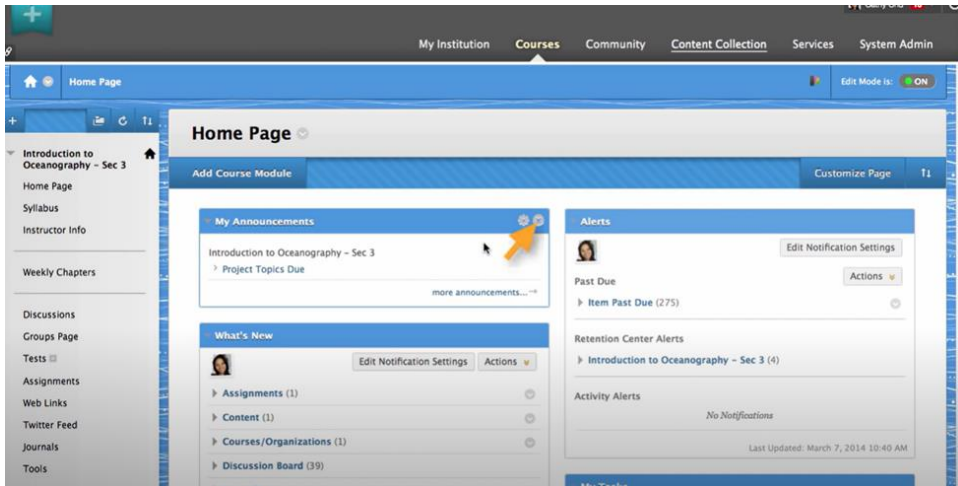 My Institution Courses Community Content Collection Services System Admin
Home Page Edit Mode is: ON
Home Page
Add Course Module Customize Page
Introduction to
Oceanography – Sec 3
Home Page
Syllabus
Instructor Info
Weekly Chapters
Discussions
Groups Page
Tests
Assignments
Web Links
Twitter Feed
Journals
Tools
My Announcements
Introduction to Oceanography – Sec 3
Project Topics Due
more announcements...
What's New
Edit Notification Settings Actions
Assignments (1)
Content (1)
Courses/Organizations (1)
Discussion Board (39)
Alerts
Edit Notification Settings
Actions
Past Due
Item Past Due (275)
Retention Center Alerts
Introduction to Oceanography – Sec 3 (4)
Activity Alerts
No Notifications
Last Updated: March 7, 2014 10:40 AM